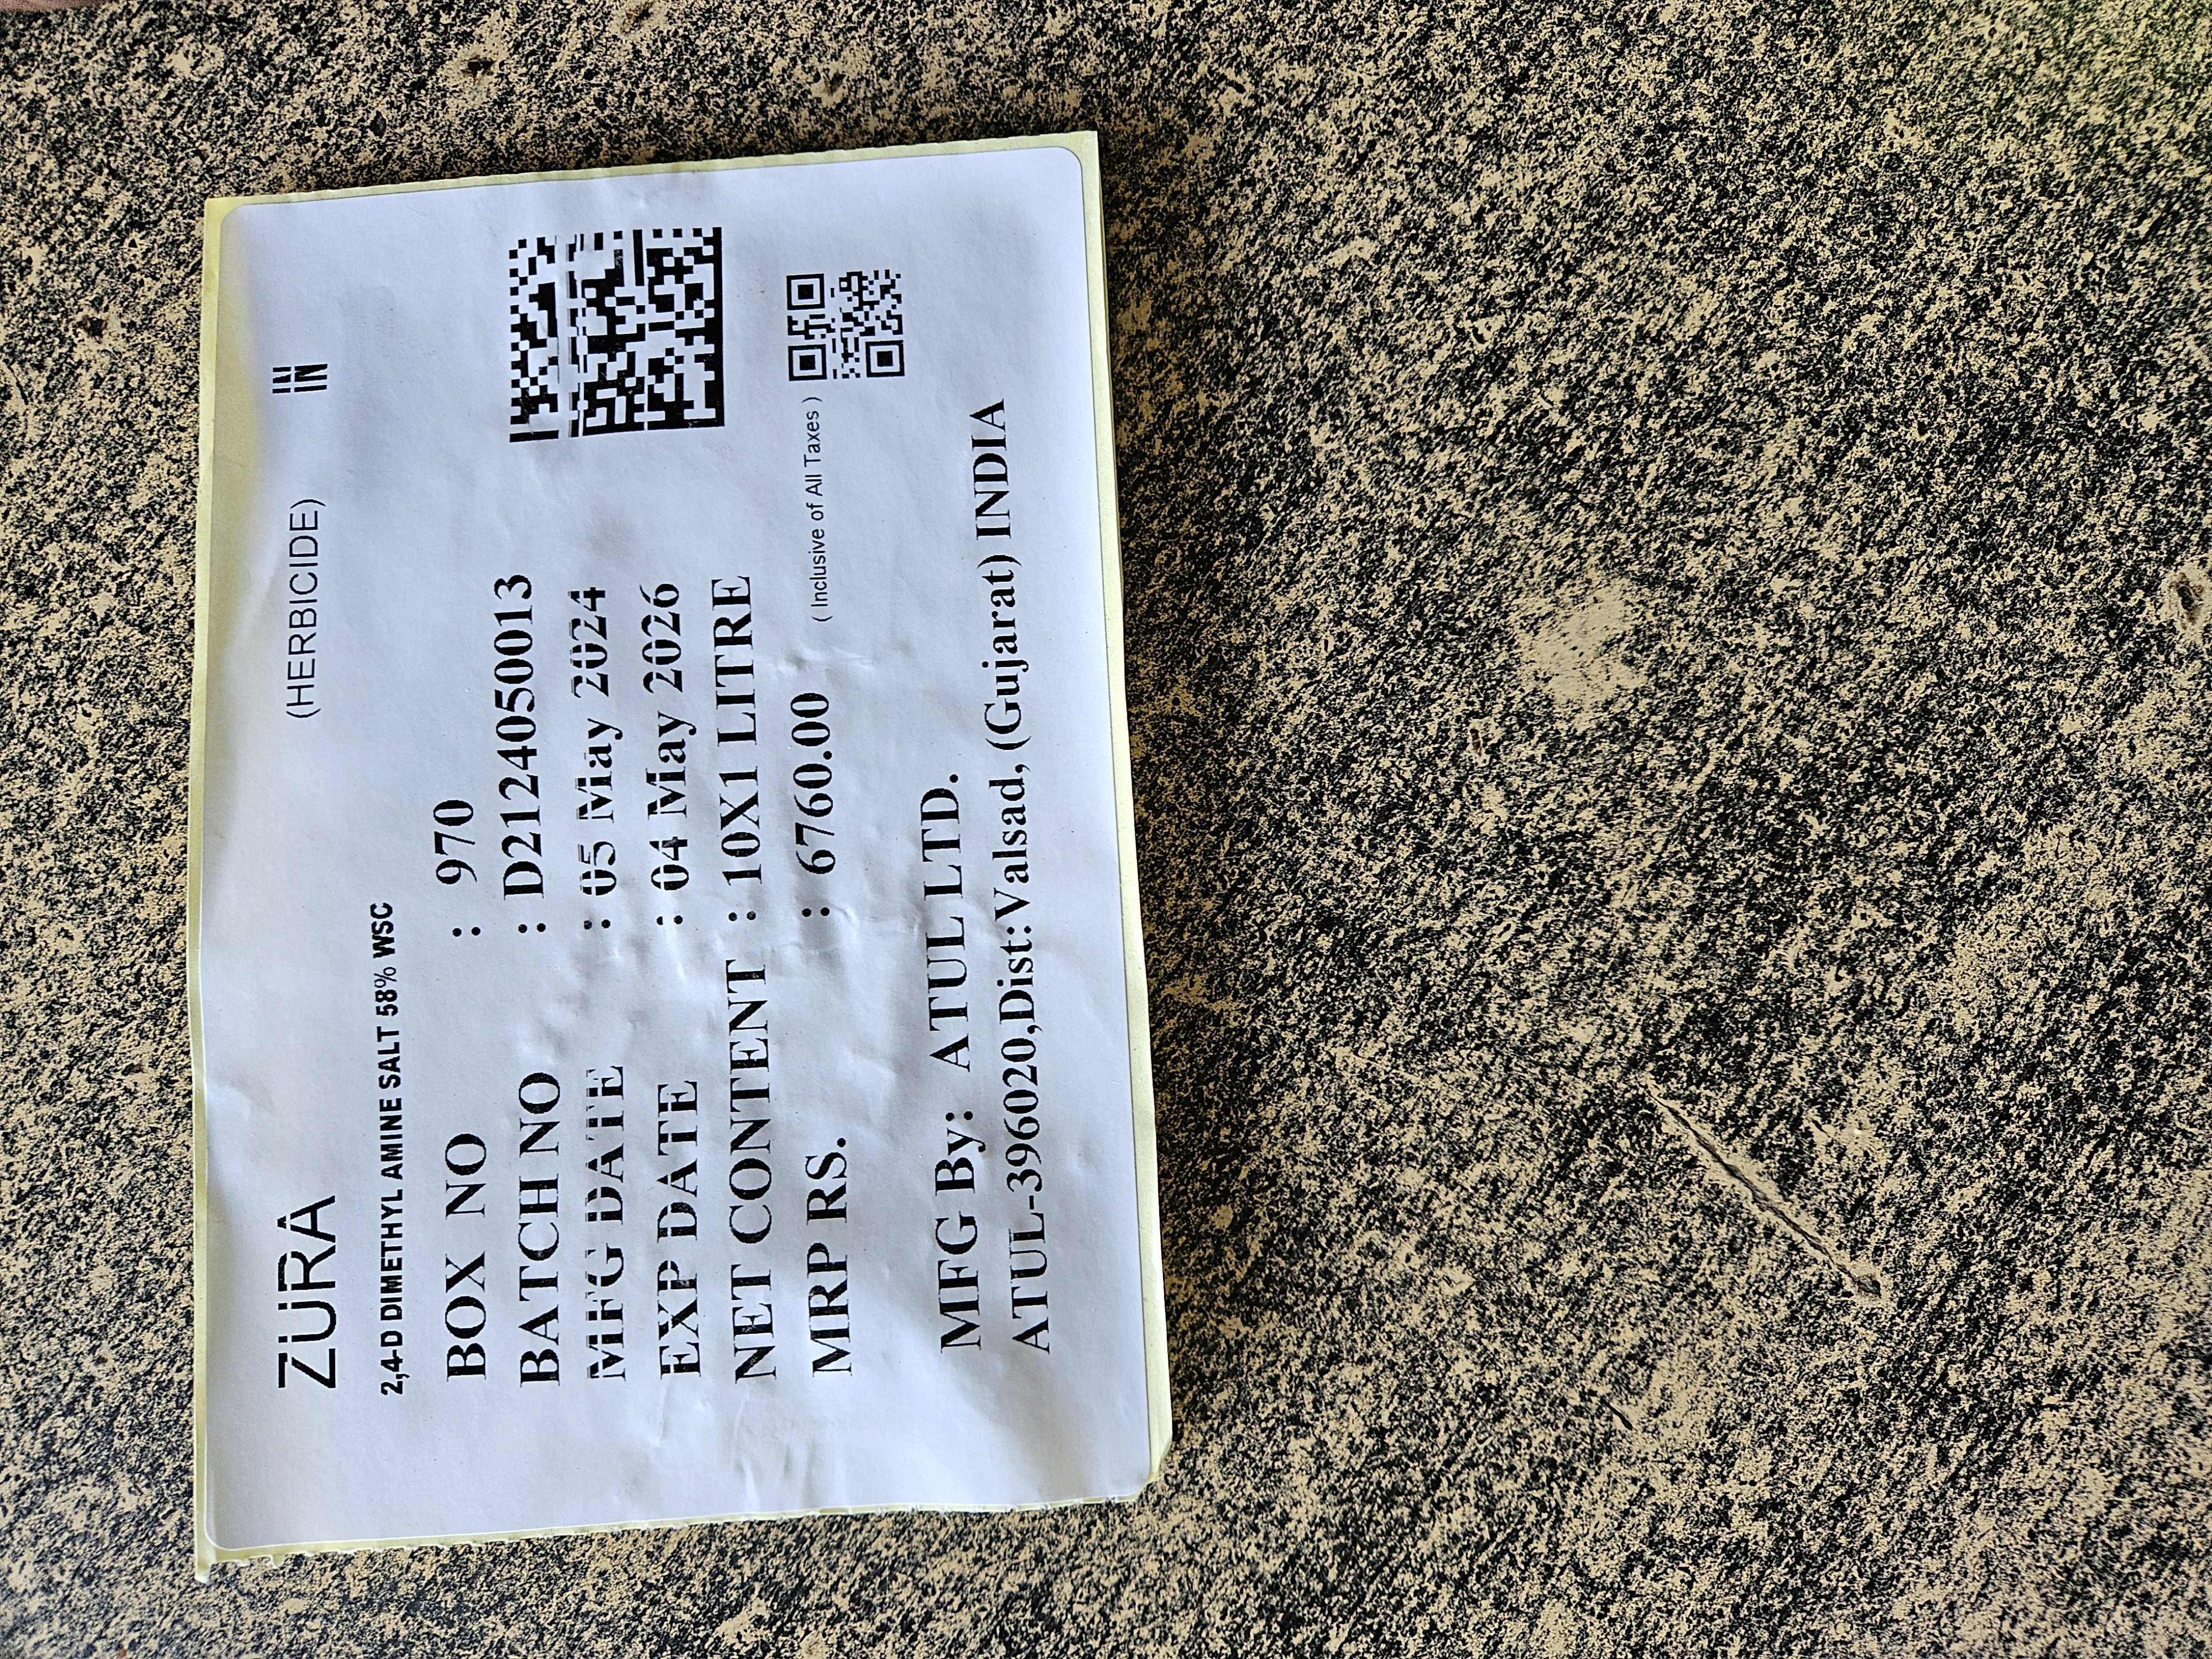 ZURA (HERBICIDE) IN
2,4-D DIMETHYL AMINE SALT 58% WSC
BOX NO : 970
BATCH NO : D2124050013
MFG DATE : 05 May 2024
EXP DATE : 04 May 2026
NET CONTENT : 10X1 LITRE
MRP RS. : 6760.00 ( Inclusive of All Taxes )
MFG By: ATUL LTD.
ATUL-396020,Dist:Valsad, (Gujarat) INDIA